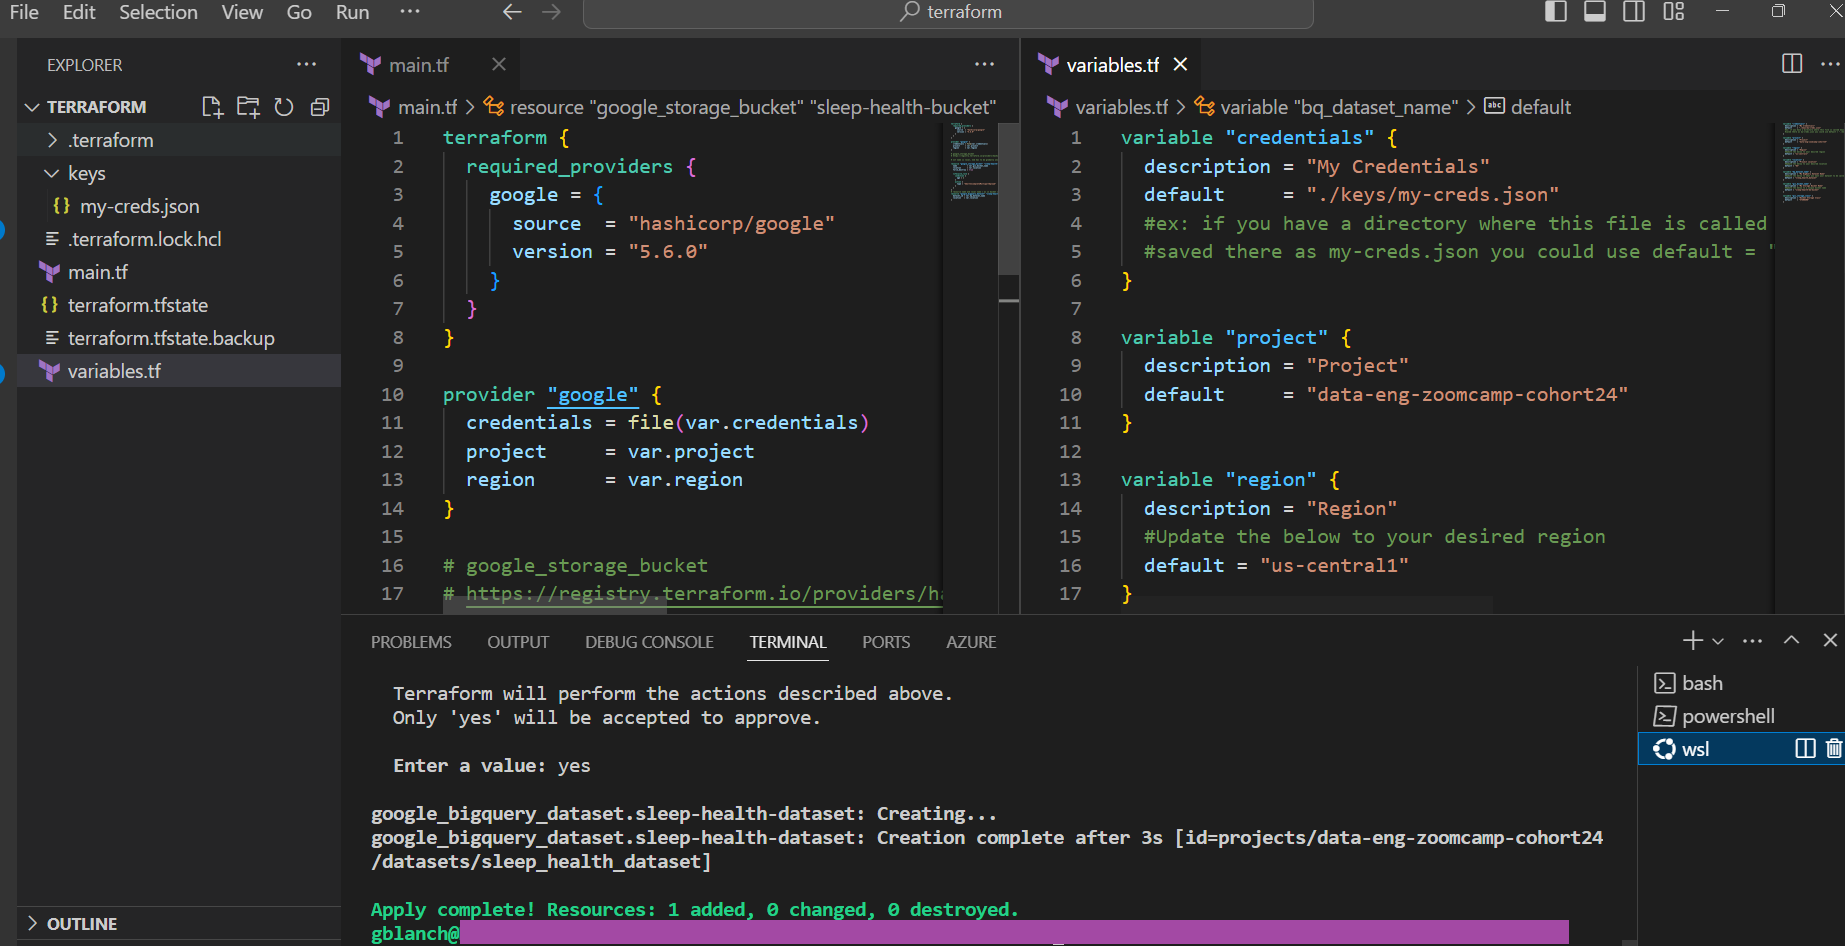 File Edit Selection View Go Run ··· terraform
EXPLORER ···
TERRAFORM
.terraform
keys
{} my-creds.json
.terraform.lock.hcl
main.tf
{} terraform.tfstate
terraform.tfstate.backup
variables.tf
OUTLINE
main.tf ···
main.tf > resource "google_storage_bucket" "sleep-health-bucket"
1 terraform {
2 required_providers {
3 google = {
4 source = "hashicorp/google"
5 version = "5.6.0"
6 }
7 }
8 }
9
10 provider "google" {
11 credentials = file(var.credentials)
12 project = var.project
13 region = var.region
14 }
15
16 # google_storage_bucket
17 # https://registry.terraform.io/providers/ha
variables.tf ···
variables.tf > variable "bq_dataset_name" > abc default
1 variable "credentials" {
2 description = "My Credentials"
3 default = "./keys/my-creds.json"
4 #ex: if you have a directory where this file is called
5 #saved there as my-creds.json you could use default = "
6 }
7
8 variable "project" {
9 description = "Project"
10 default = "data-eng-zoomcamp-cohort24"
11 }
12
13 variable "region" {
14 description = "Region"
15 #Update the below to your desired region
16 default = "us-central1"
17 }
PROBLEMS OUTPUT DEBUG CONSOLE TERMINAL PORTS AZURE
Terraform will perform the actions described above.
Only 'yes' will be accepted to approve.
Enter a value: yes
google_bigquery_dataset.sleep-health-dataset: Creating...
google_bigquery_dataset.sleep-health-dataset: Creation complete after 3s [id=projects/data-eng-zoomcamp-cohort24
/datasets/sleep_health_dataset]
Apply complete! Resources: 1 added, 0 changed, 0 destroyed.
gblanch@
bash
powershell
wsl